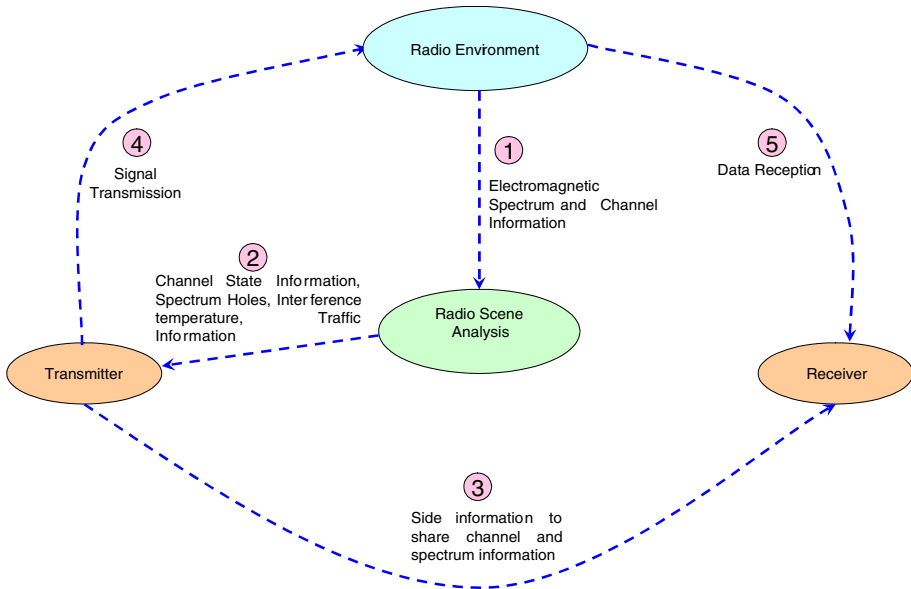 Radio Environment
4
Signal
Transmission
1
Electromagnetic
Spectrum and Channel
Information
5
Data Reception
2
Channel State Information,
Spectrum Holes, Interference
temperature, Traffic
Information
Radio Scene
Analysis
Transmitter
Receiver
3
Side information to
share channel and
spectrum information